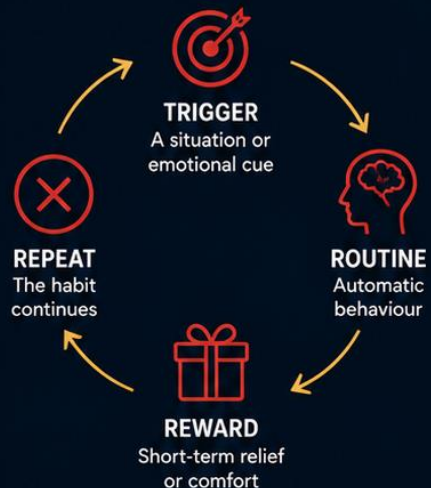 TRIGGER
A situation or
emotional cue
ROUTINE
Automatic
behaviour
REWARD
Short-term relief
or comfort
REPEAT
The habit
continues